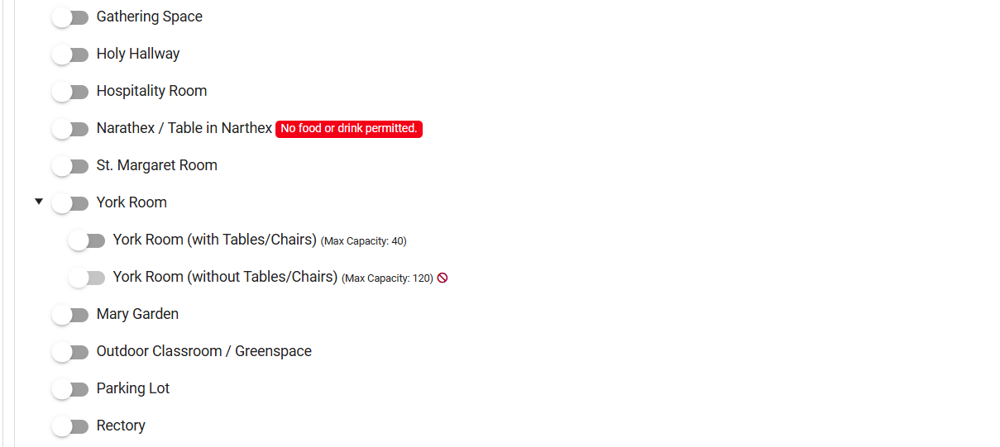 Gathering Space
Holy Hallway
Hospitality Room
Narathex / Table in Narthex No food or drink permitted.
St. Margaret Room
York Room
York Room (with Tables/Chairs) (Max Capacity: 40)
York Room (without Tables/Chairs) (Max Capacity: 120)
Mary Garden
Outdoor Classroom / Greenspace
Parking Lot
Rectory